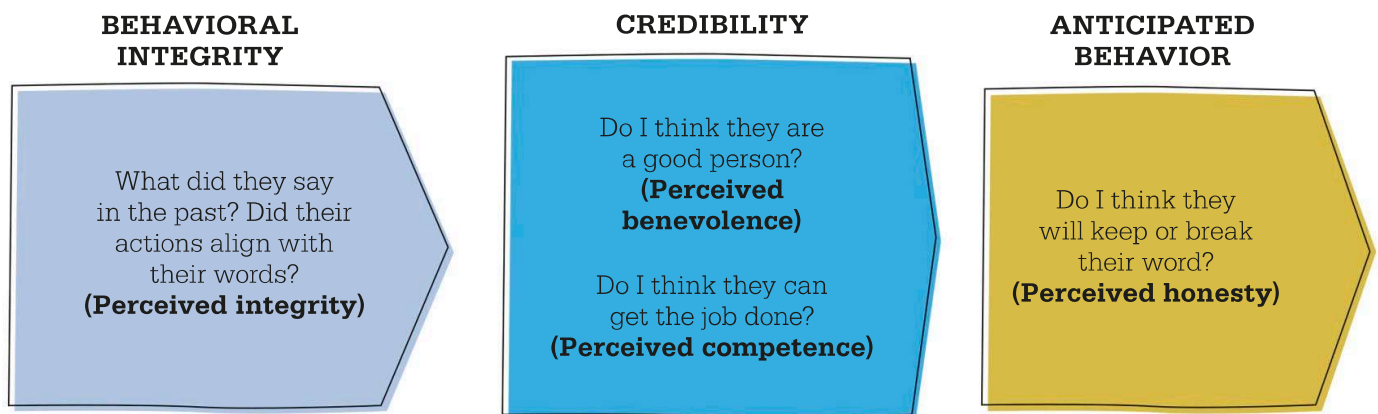 BEHAVIORAL
INTEGRITY
What did they say
in the past? Did their
actions align with
their words?
(Perceived integrity)
CREDIBILITY
Do I think they are
a good person?
(Perceived
benevolence)
Do I think they can
get the job done?
(Perceived competence)
ANTICIPATED
BEHAVIOR
Do I think they
will keep or break
their word?
(Perceived honesty)